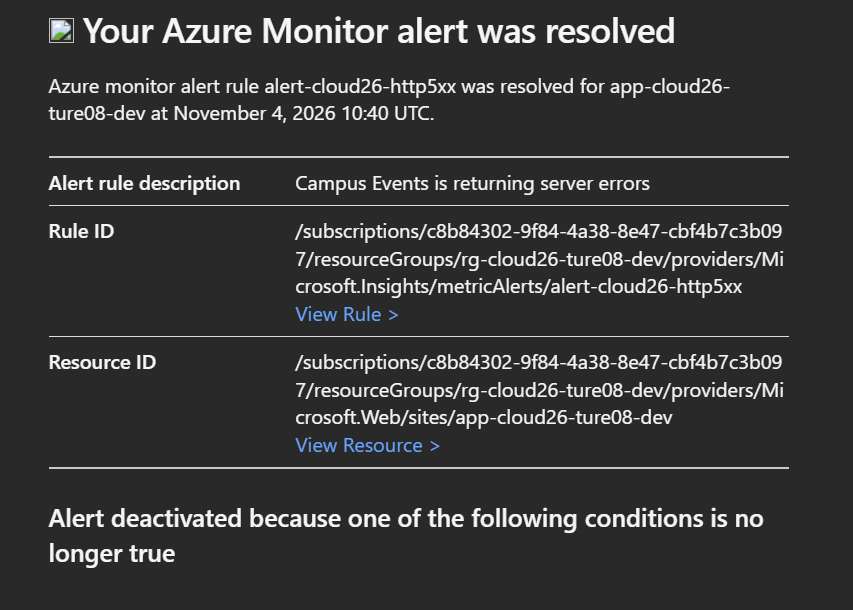 Your Azure Monitor alert was resolved
Azure monitor alert rule alert-cloud26-http5xx was resolved for app-cloud26-
ture08-dev at November 4, 2026 10:40 UTC.
Alert rule description Campus Events is returning server errors
Rule ID /subscriptions/c8b84302-9f84-4a38-8e47-cbf4b7c3b09
7/resourceGroups/rg-cloud26-ture08-dev/providers/Mi
crosoft.Insights/metricAlerts/alert-cloud26-http5xx
View Rule >
Resource ID /subscriptions/c8b84302-9f84-4a38-8e47-cbf4b7c3b09
7/resourceGroups/rg-cloud26-ture08-dev/providers/Mi
crosoft.Web/sites/app-cloud26-ture08-dev
View Resource >
Alert deactivated because one of the following conditions is no
longer true